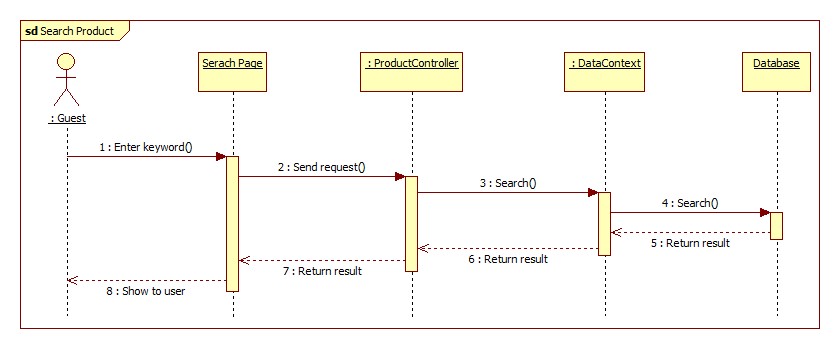 sd Search Product
Serach Page
: ProductController
: DataContext
Database
: Guest
1 : Enter keyword()
2 : Send request()
3 : Search()
4 : Search()
5 : Return result
6 : Return result
7 : Return result
8 : Show to user